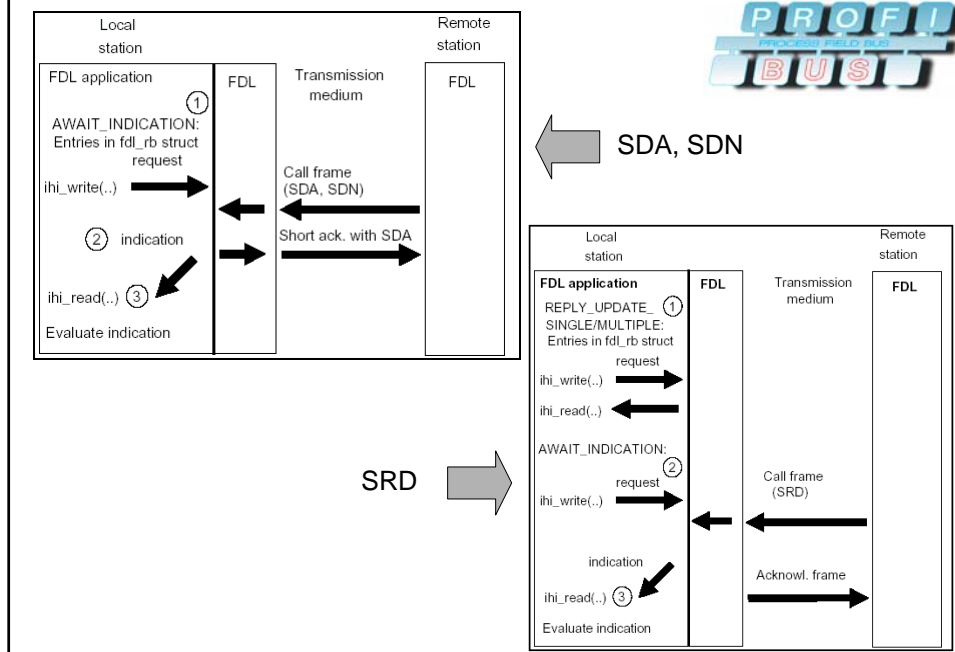 PROFI
PROCESS FIELD BUS
BUS
Local
station
Remote
station
FDL application
FDL
Transmission
medium
FDL
1
AWAIT_INDICATION:
Entries in fdl_rb struct
request
ihi_write(..)
Call frame
(SDA, SDN)
2 indication
Short ack. with SDA
ihi_read(..) 3
Evaluate indication
SDA, SDN
SRD
Local
station
Remote
station
FDL application
FDL
Transmission
medium
FDL
REPLY_UPDATE_ 1
SINGLE/MULTIPLE:
Entries in fdl_rb struct
request
ihi_write(..)
ihi_read(..)
AWAIT_INDICATION:
2
request
ihi_write(..)
Call frame
(SRD)
indication
Acknowl. frame
ihi_read(..) 3
Evaluate indication